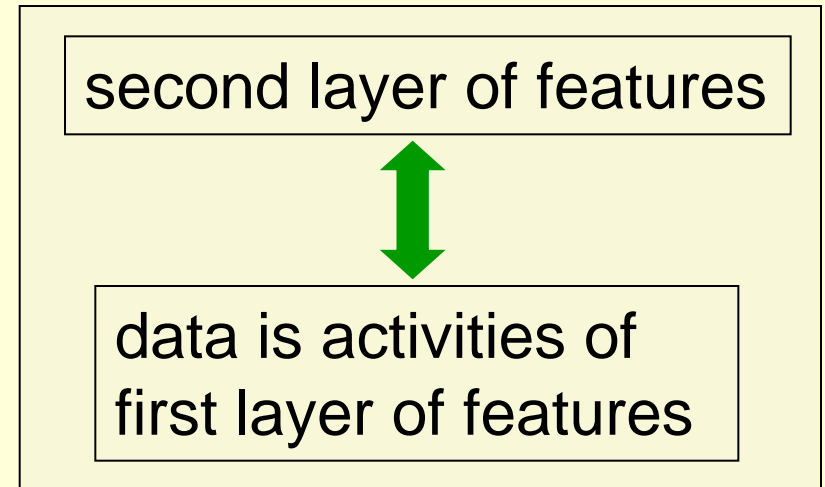 second layer of features
data is activities of
first layer of features